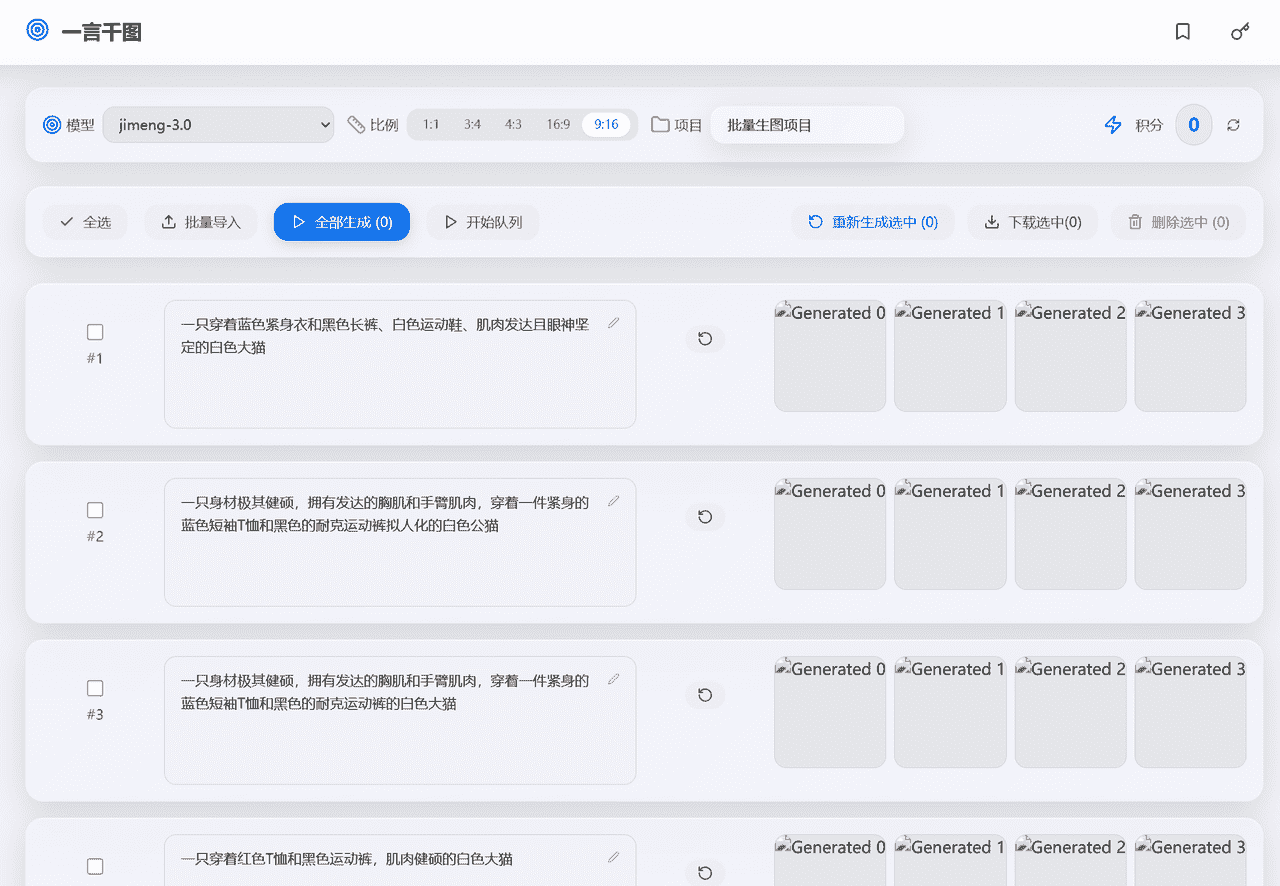 一言千图
模型
jimeng-3.0
比例
1:1
3:4
4:3
16:9
9:16
项目
批量生图项目
积分
0
全选
批量导入
全部生成 (0)
开始队列
重新生成选中 (0)
下载选中(0)
删除选中 (0)
#1
一只穿着蓝色紧身衣和黑色长裤、白色运动鞋、肌肉发达且眼神坚
定的白色大猫
Generated 0
Generated 1
Generated 2
Generated 3
#2
一只身材极其健硕，拥有发达的胸肌和手臂肌肉，穿着一件紧身的
蓝色短袖T恤和黑色的耐克运动裤拟人化的白色公猫
Generated 0
Generated 1
Generated 2
Generated 3
#3
一只身材极其健硕，拥有发达的胸肌和手臂肌肉，穿着一件紧身的
蓝色短袖T恤和黑色的耐克运动裤的白色大猫
Generated 0
Generated 1
Generated 2
Generated 3
一只穿着红色T恤和黑色运动裤，肌肉健硕的白色大猫
Generated 0
Generated 1
Generated 2
Generated 3